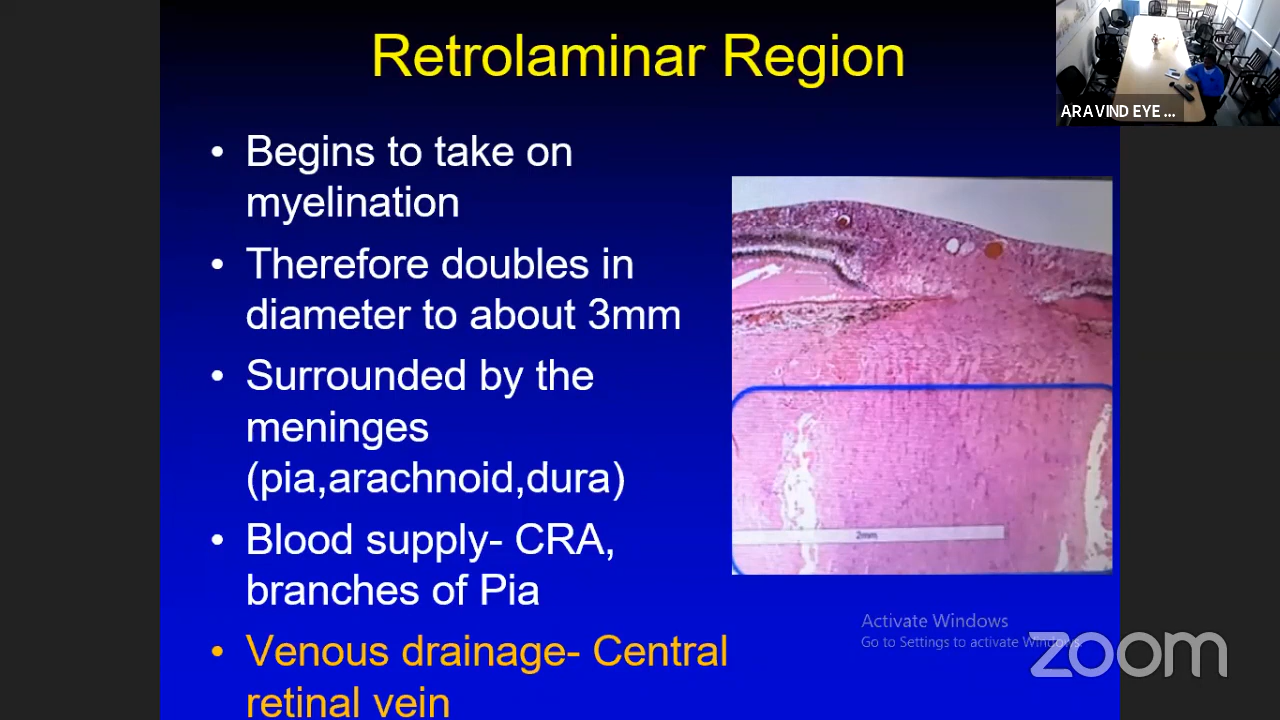 Retrolaminar Region
ARAVIND EYE ...
• Begins to take on
myelination
• Therefore doubles in
diameter to about 3mm
• Surrounded by the
meninges
(pia,arachnoid,dura)
• Blood supply- CRA,
branches of Pia
• Venous drainage- Central
retinal vein
2mm
Activate Windows
Go to Settings to activate Windows.
zoom